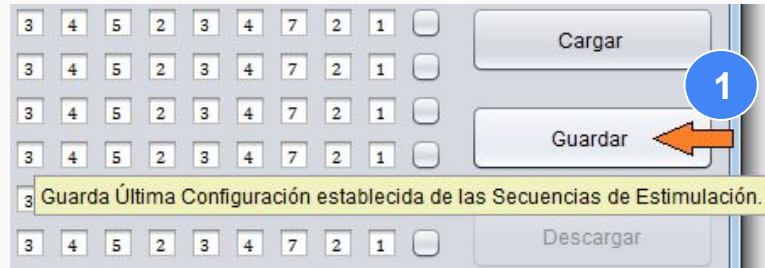 3 4 5 2 3 4 7 2 1
Cargar
3 4 5 2 3 4 7 2 1
1
3 4 5 2 3 4 7 2 1
Guardar
3 4 5 2 3 4 7 2 1
3
Guarda Última Configuración establecida de las Secuencias de Estimulación.
3 4 5 2 3 4 7 2 1
Descargar